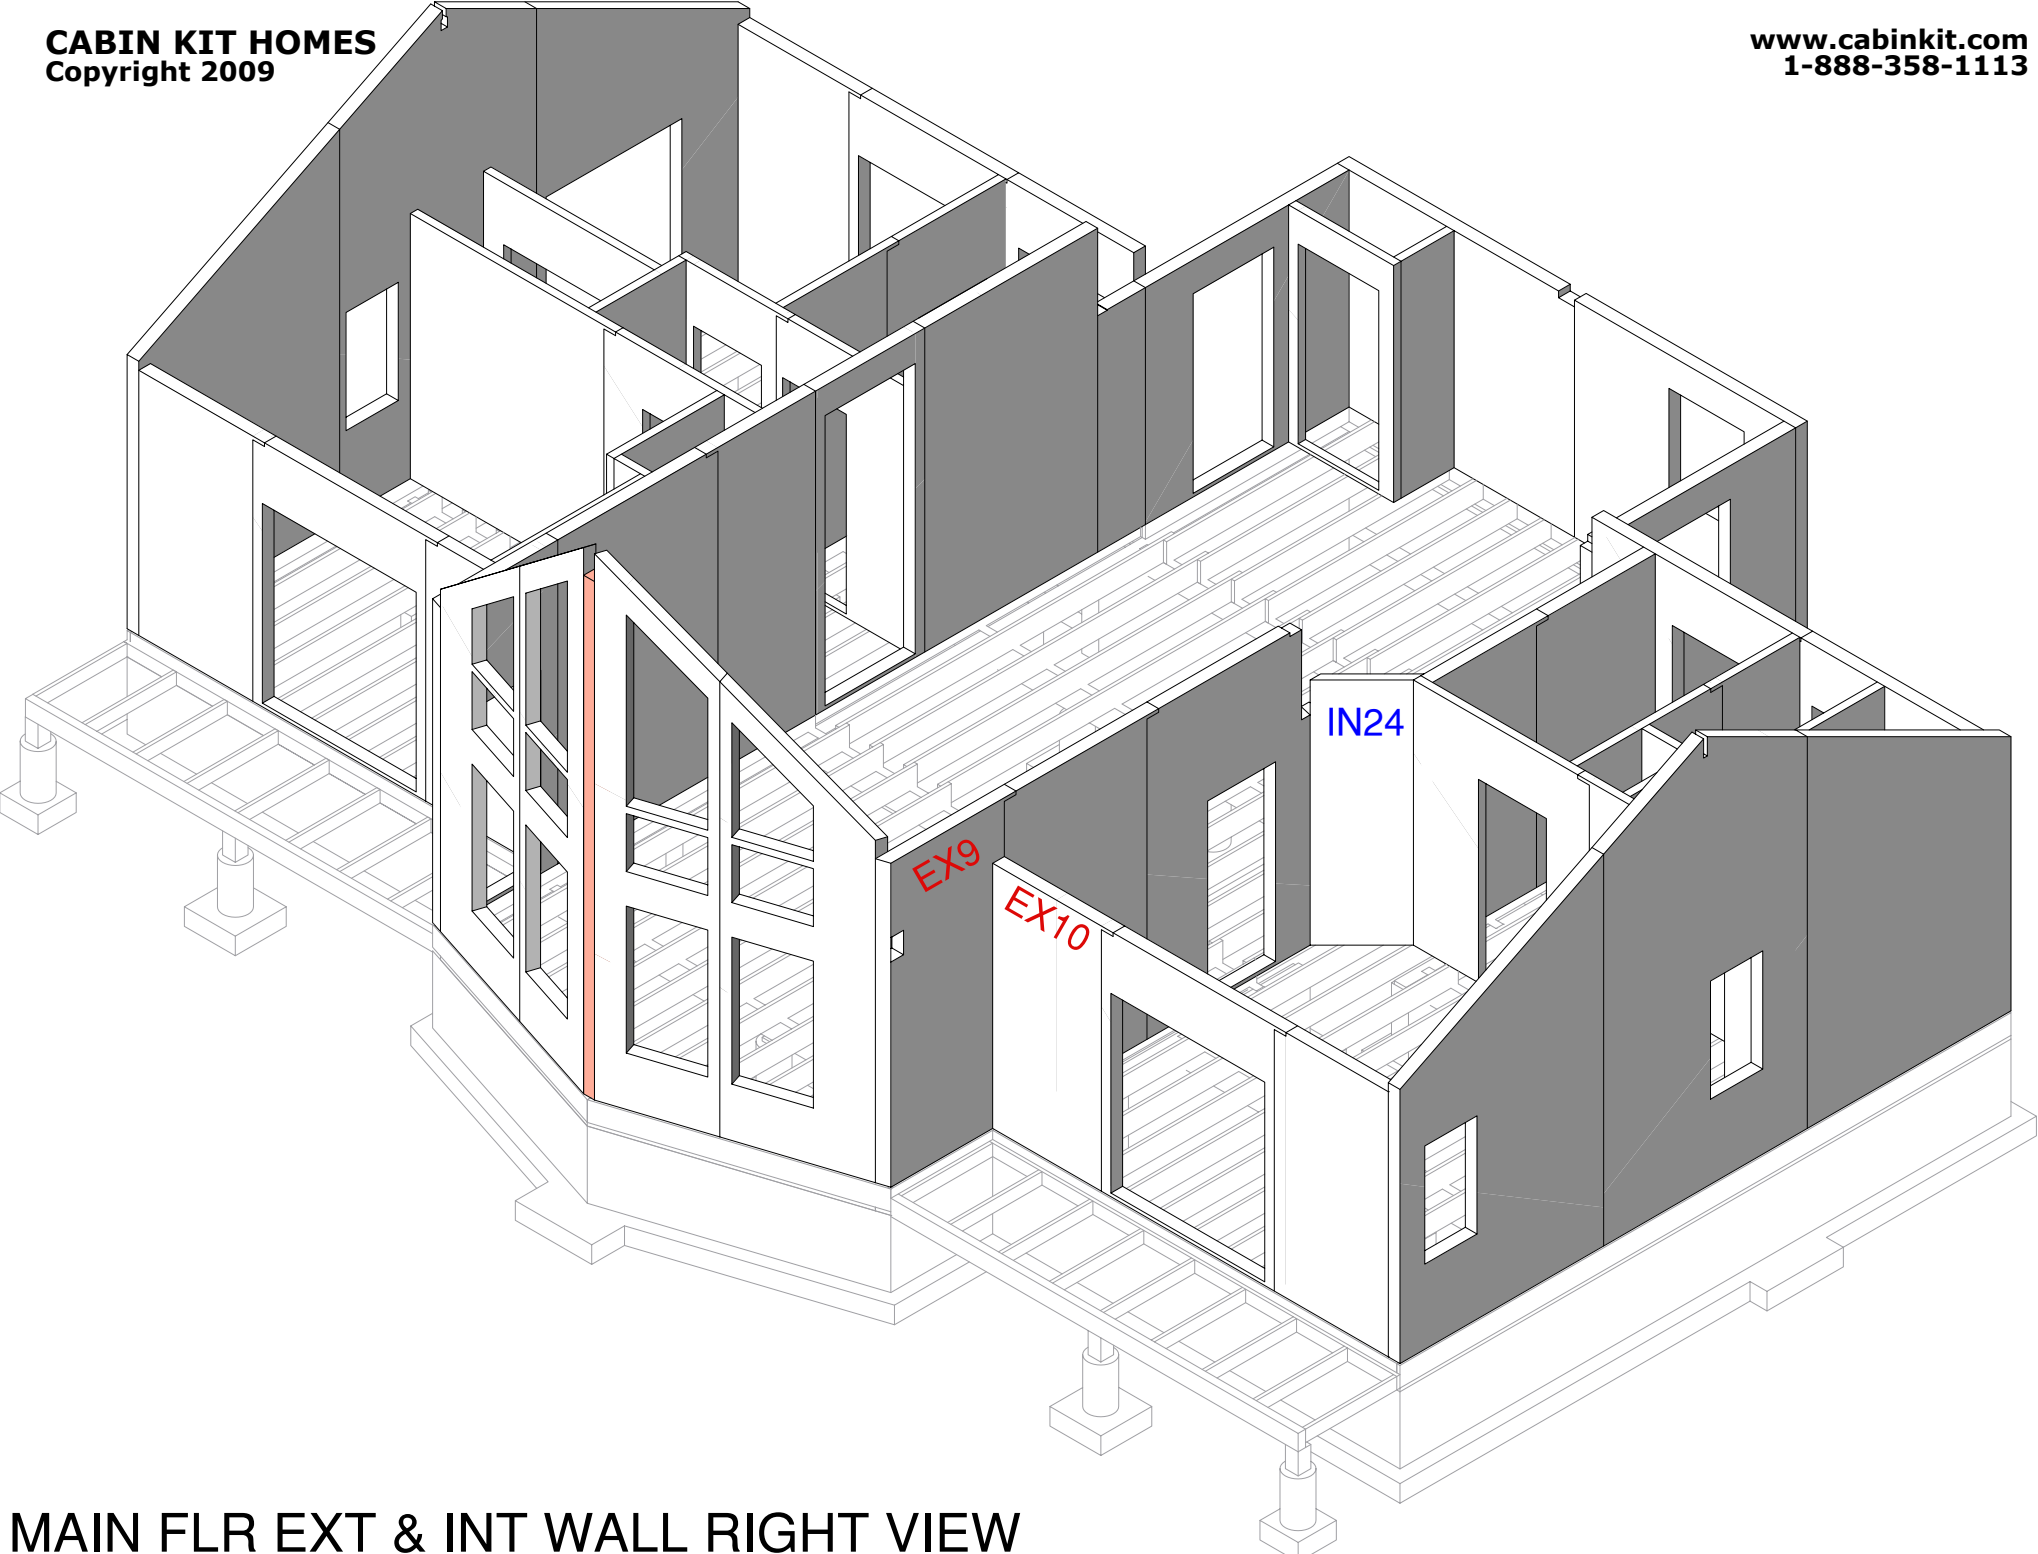 CABIN KIT HOMES
Copyright 2009
www.cabinkit.com
1-888-358-1113
IN24
EX9
EX10
MAIN FLR EXT & INT WALL RIGHT VIEW